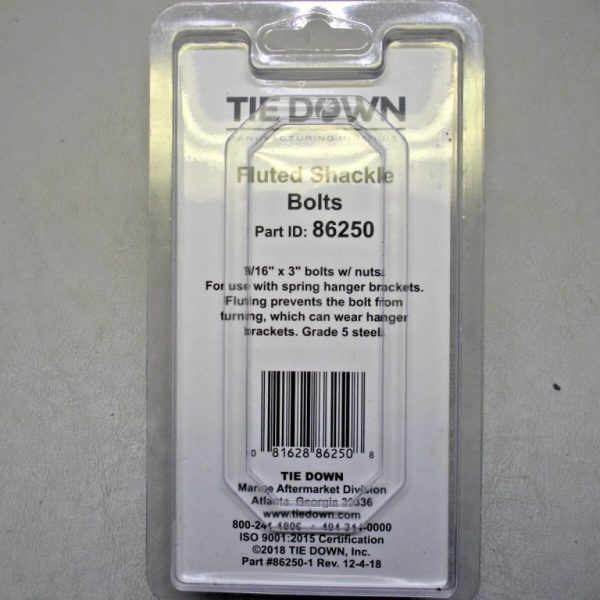 TIE DOWN
Fluted Shackle
Bolts
Part ID: 86250
9/16" x 3" bolts w/ nuts.
For use with spring hanger brackets.
Fluting prevents the bolt from
turning, which can wear hanger
brackets. Grade 5 steel.
0 81628 86250 8
TIE DOWN
Marine Aftermarket Division
Atlanta, Georgia 30336
www.tiedown.com
ISO 9001:2015 Certification
©2018 TIE DOWN, Inc.
Part #86250-1 Rev. 12-4-18